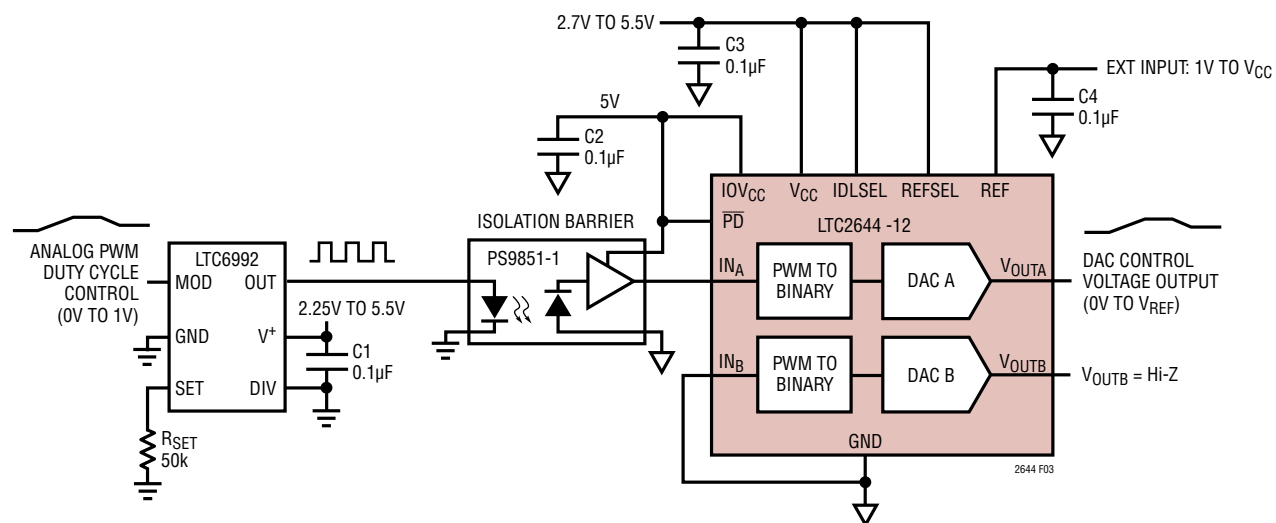 2.7V TO 5.5V
C3
0.1µF
EXT INPUT: 1V TO VCC
C4
0.1µF
5V
C2
0.1µF
IOVCC
VCC
IDLSEL
REFSEL
REF
LTC2644 -12
PD
ISOLATION BARRIER
PS9851-1
ANALOG PWM
DUTY CYCLE
CONTROL
(0V TO 1V)
LTC6992
MOD
OUT
GND
V+
SET
DIV
2.25V TO 5.5V
C1
0.1µF
RSET
50k
INA
PWM TO
BINARY
DAC A
VOUTA
DAC CONTROL
VOLTAGE OUTPUT
(0V TO VREF)
INB
PWM TO
BINARY
DAC B
VOUTB
VOUTB = Hi-Z
GND
2644 F03